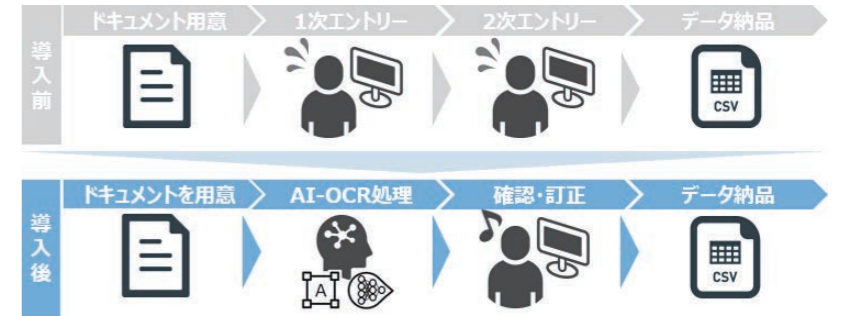 導入前
ドキュメント用意
1次エントリー
2次エントリー
データ納品
CSV
導入後
ドキュメントを用意
AI-OCR処理
確認・訂正
データ納品
A
CSV